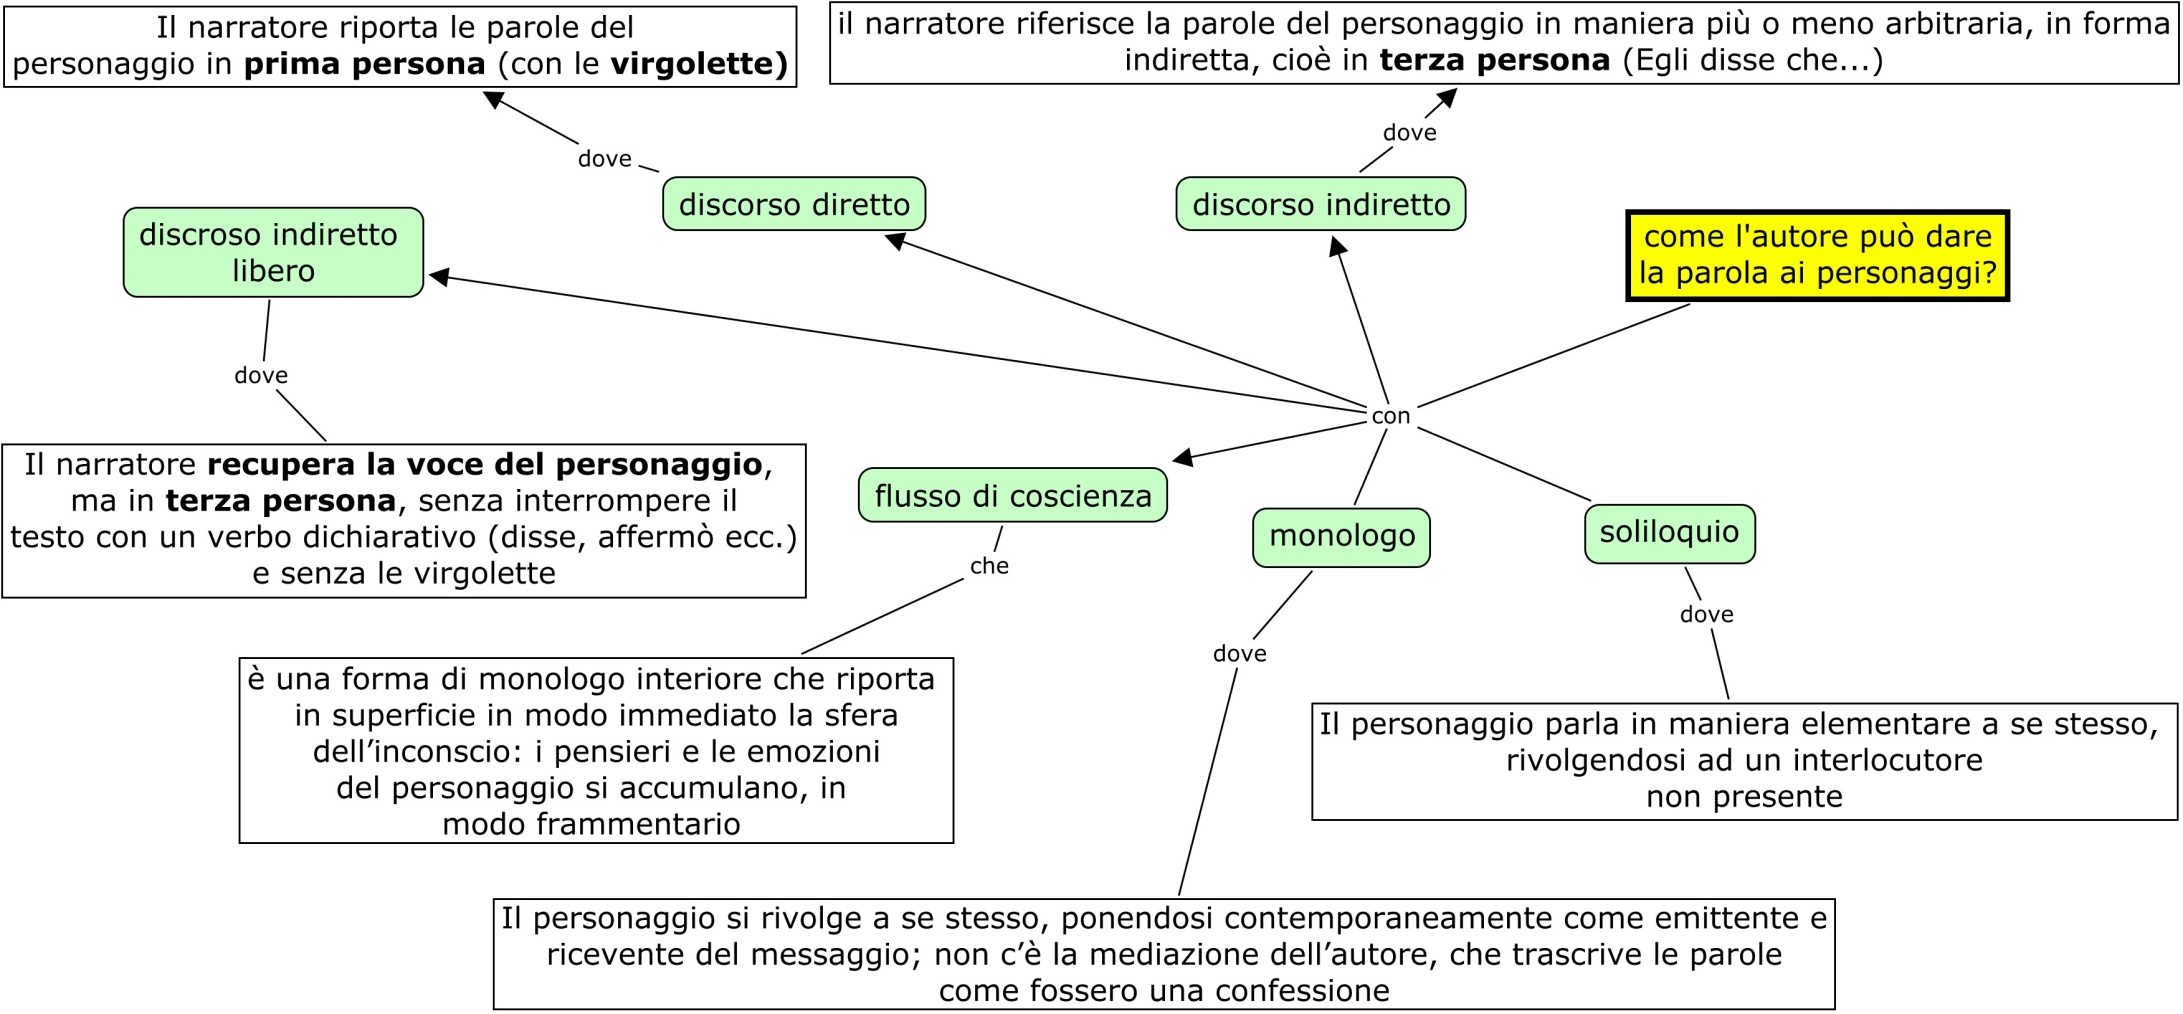 Il narratore riporta le parole del
personaggio in prima persona (con le virgolette)
il narratore riferisce la parole del personaggio in maniera più o meno arbitraria, in forma
indiretta, cioè in terza persona (Egli disse che...)
dove
dove
discorso diretto
discorso indiretto
discroso indiretto
libero
come l'autore può dare
la parola ai personaggi?
dove
con
Il narratore recupera la voce del personaggio,
ma in terza persona, senza interrompere il
testo con un verbo dichiarativo (disse, affermò ecc.)
e senza le virgolette
flusso di coscienza
monologo
soliloquio
che
dove
dove
è una forma di monologo interiore che riporta
in superficie in modo immediato la sfera
dell’inconscio: i pensieri e le emozioni
del personaggio si accumulano, in
modo frammentario
Il personaggio parla in maniera elementare a se stesso,
rivolgendosi ad un interlocutore
non presente
Il personaggio si rivolge a se stesso, ponendosi contemporaneamente come emittente e
ricevente del messaggio; non c’è la mediazione dell’autore, che trascrive le parole
come fossero una confessione